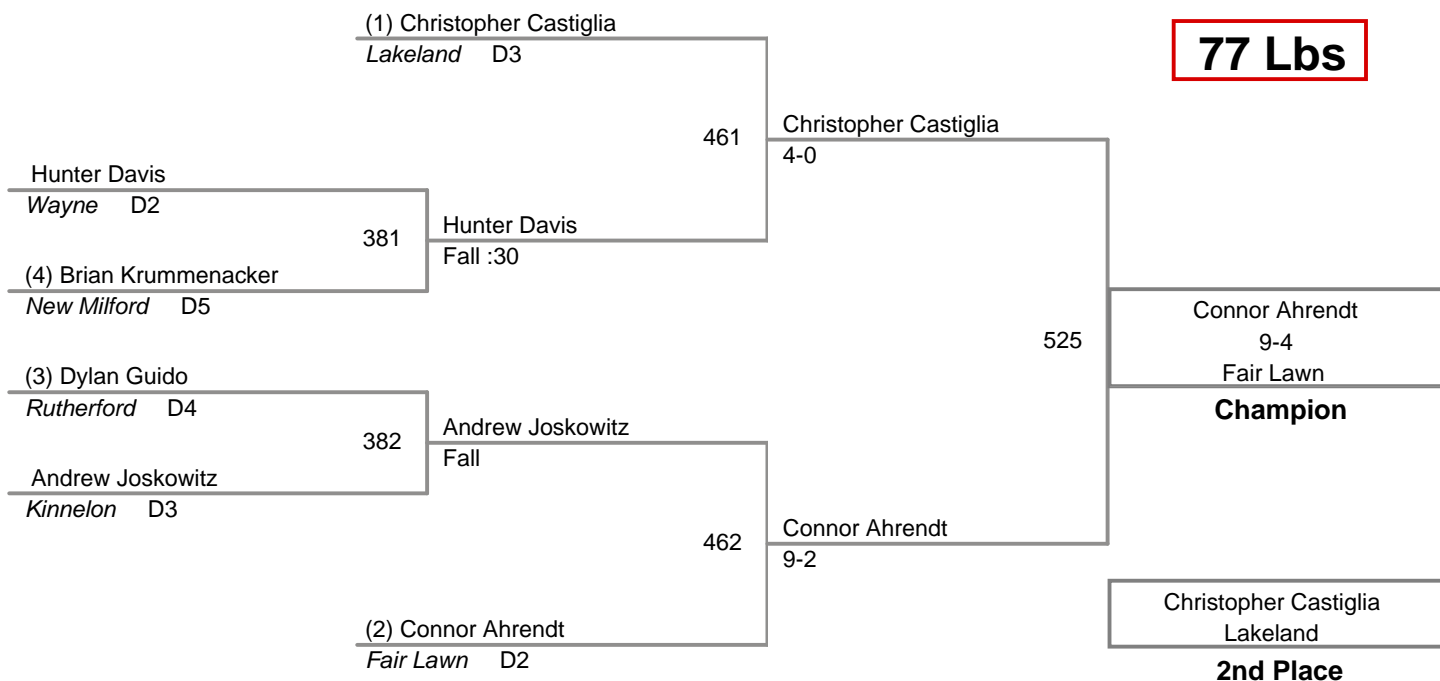 (1) Christopher Castiglia
Lakeland D3
77 Lbs
461
Christopher Castiglia
4-0
Hunter Davis
Wayne D2
381
Hunter Davis
Fall :30
(4) Brian Krummenacker
New Milford D5
525
Connor Ahrendt
9-4
Fair Lawn
Champion
(3) Dylan Guido
Rutherford D4
382
Andrew Joskowitz
Fall
Andrew Joskowitz
Kinnelon D3
462
Connor Ahrendt
9-2
(2) Connor Ahrendt
Fair Lawn D2
Christopher Castiglia
Lakeland
2nd Place